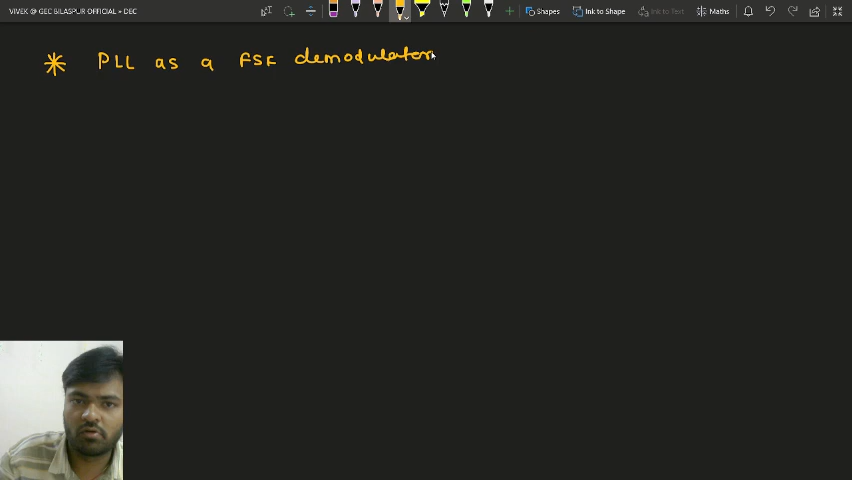 VIVEK @ GEC BILASPUR OFFICIAL • DEC
Shapes
Ink to Shape
Ink to Text
Maths
* PLL as a FSK demodulator